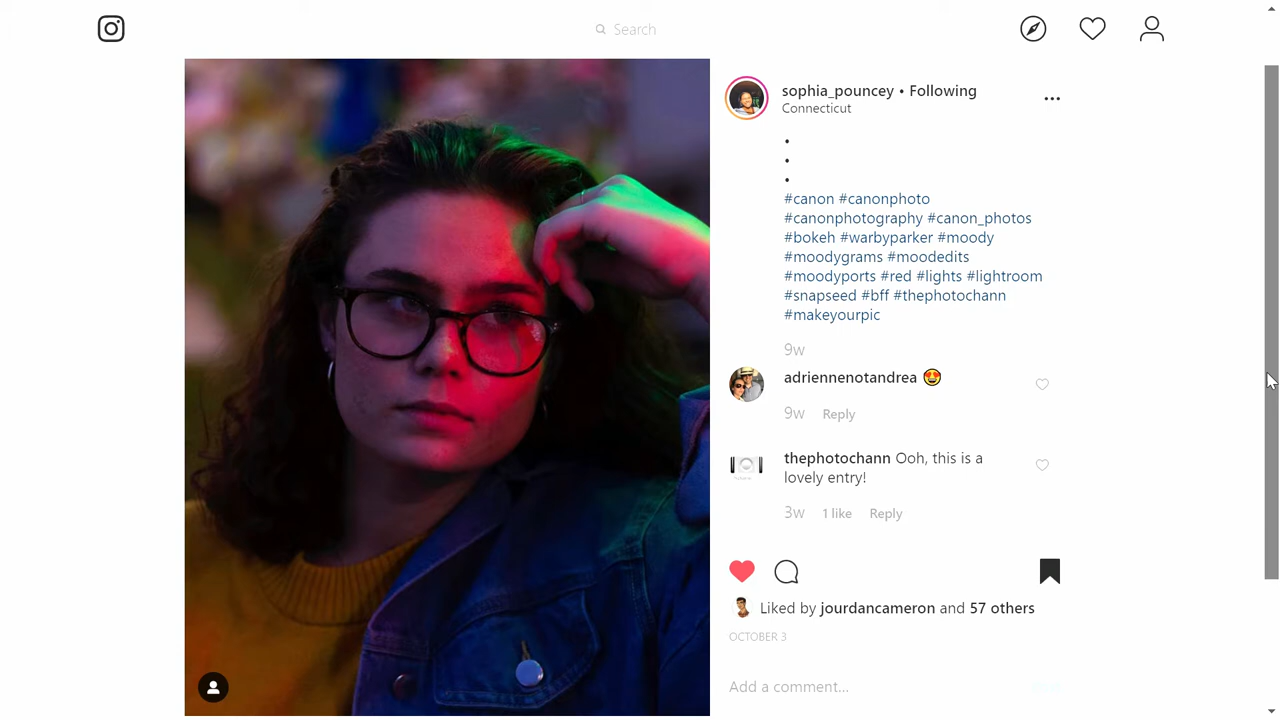 Search
sophia_pouncey • Following
Connecticut
•
•
•
#canon #canonphoto
#canonphotography #canon_photos
#bokeh #warbyparker #moody
#moodygrams #moodedits
#moodyports #red #lights #lightroom
#snapseed #bff #thephotochann
#makeyourpic
9w
adriennenotandrea 😍
9w Reply
thephotochann Ooh, this is a
lovely entry!
3w 1 like Reply
Liked by jourdancameron and 57 others
OCTOBER 3
Add a comment...